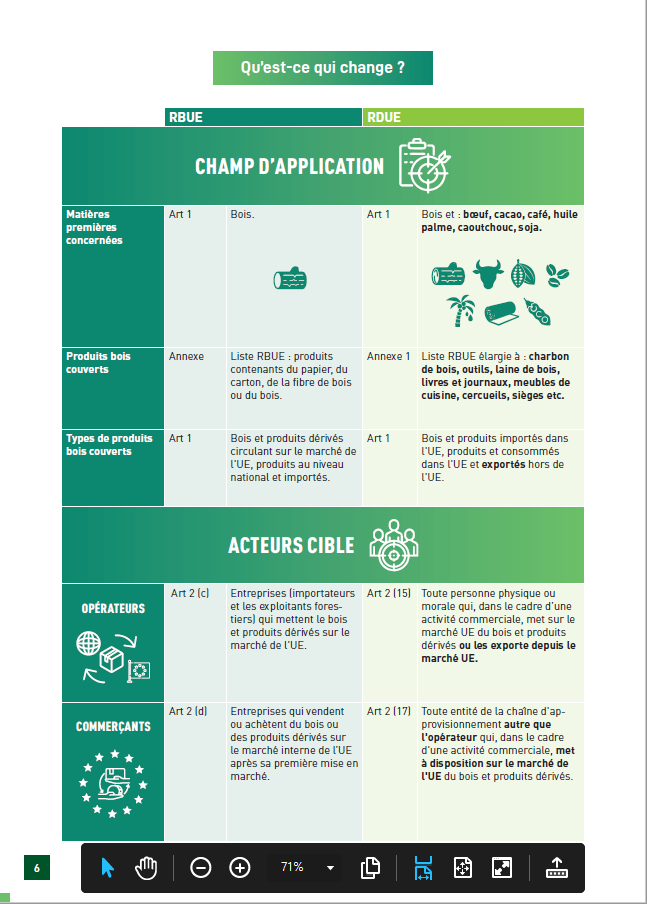 Qu'est-ce qui change ?
RBUE
RDUE
CHAMP D'APPLICATION
Matières
premières
concernées
Art 1
Bois.
Art 1
Bois et : bœuf, cacao, café, huile
palme, caoutchouc, soja.
Produits bois
couverts
Annexe
Liste RBUE : produits
contenants du papier, du
carton, de la fibre de bois
ou du bois.
Annexe 1
Liste RBUE élargie à : charbon
de bois, outils, laine de bois,
livres et journaux, meubles de
cuisine, cercueils, sièges etc.
Types de produits
bois couverts
Art 1
Bois et produits dérivés
circulant sur le marché de
l'UE, produits au niveau
national et importés.
Art 1
Bois et produits importés dans
l'UE, produits et consommés
dans l'UE et exportés hors de
l'UE.
ACTEURS CIBLE
OPÉRATEURS
Art 2 (c)
Entreprises (importateurs
et les exploitants fores-
tiers) qui mettent le bois
et produits dérivés sur le
marché de l'UE.
Art 2 (15)
Toute personne physique ou
morale qui, dans le cadre d'une
activité commerciale, met sur le
marché UE du bois et produits
dérivés ou les exporte depuis le
marché UE.
COMMERÇANTS
Art 2 (d)
Entreprises qui vendent
ou achètent du bois ou
des produits dérivés sur
le marché interne de l'UE
après sa première mise en
marché.
Art 2 (17)
Toute entité de la chaîne d'ap-
provisionnement autre que
l'opérateur qui, dans le cadre
d'une activité commerciale, met
à disposition sur le marché de
l'UE du bois et produits dérivés.
6
71%